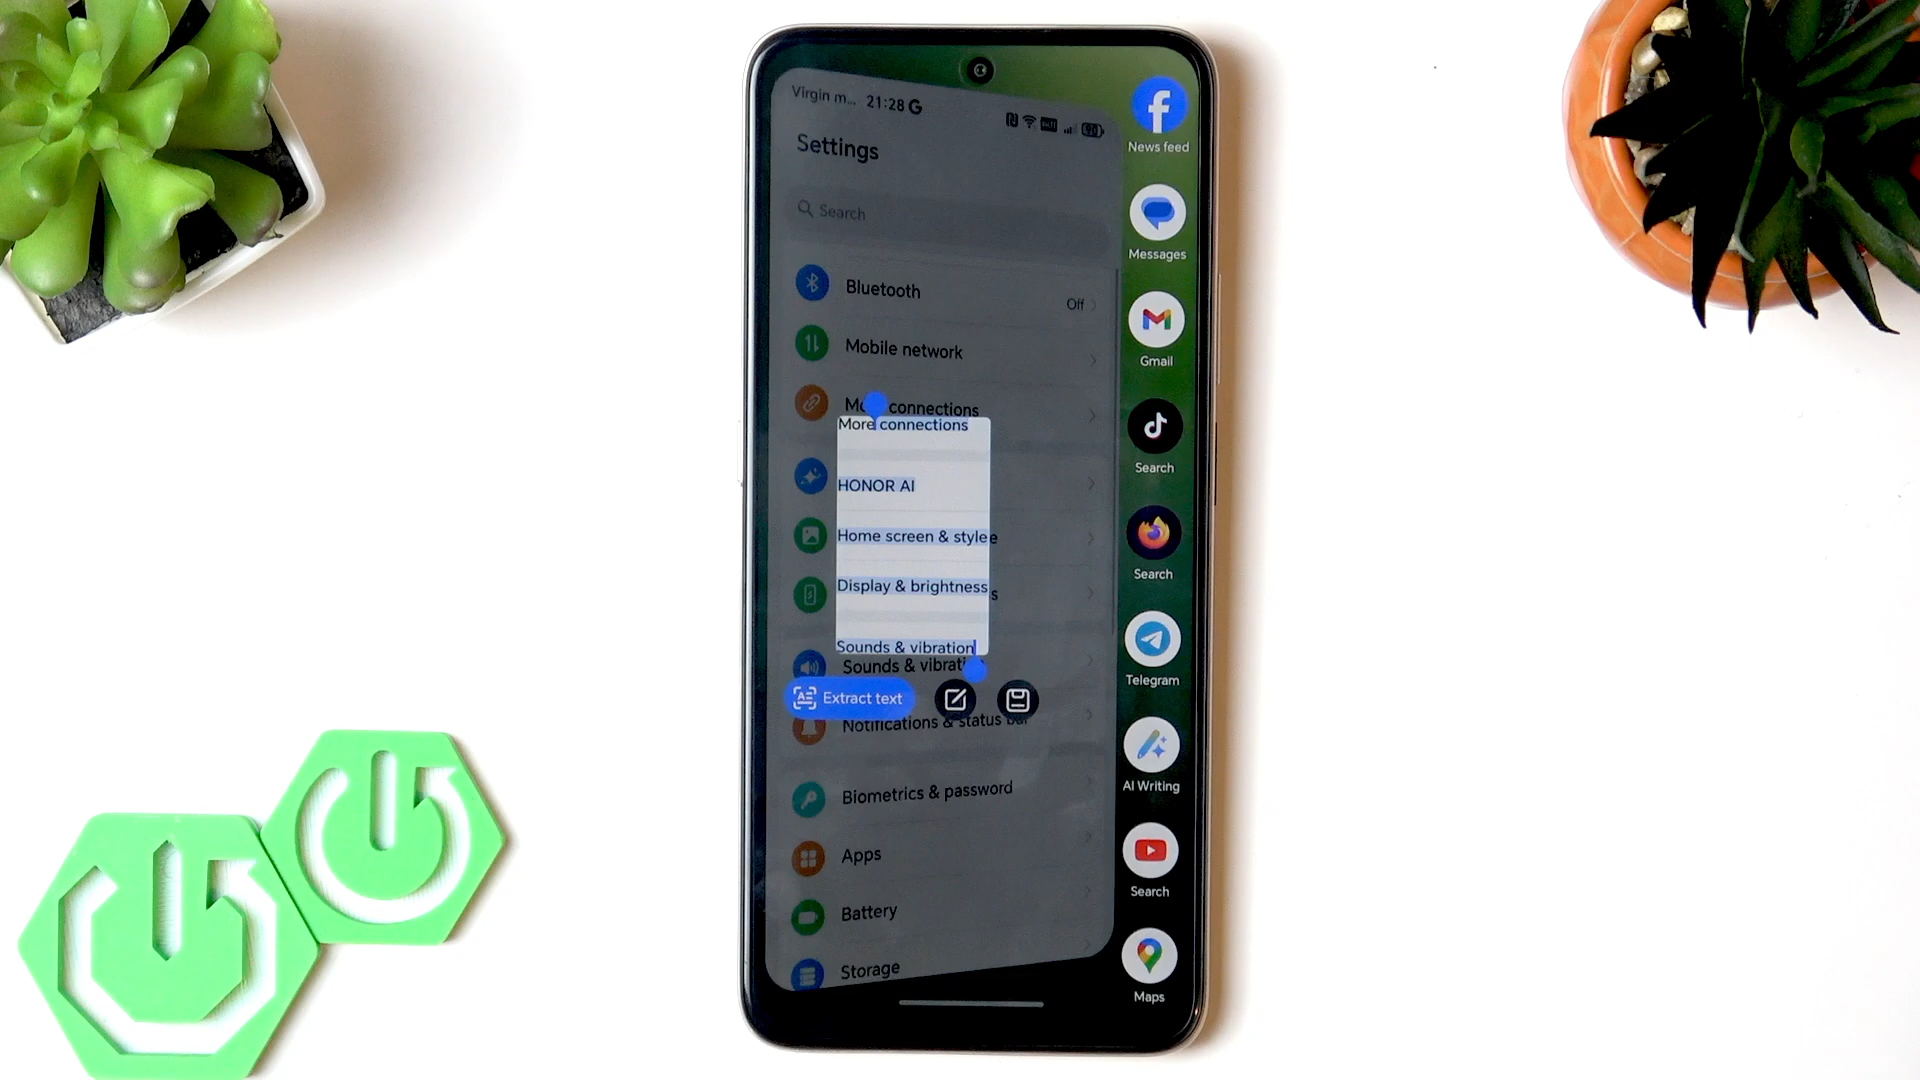 Virgin m... 21:28
Settings
Search
Bluetooth
Off
Mobile network
More connections
More connections
HONOR AI
Home screen & style
Display & brightness
Sounds & vibration
Sounds & vibrati
Extract text
Notifications & status bar
Biometrics & password
Apps
Battery
Storage
News feed
Messages
Gmail
Search
Search
Telegram
AI Writing
Search
Maps